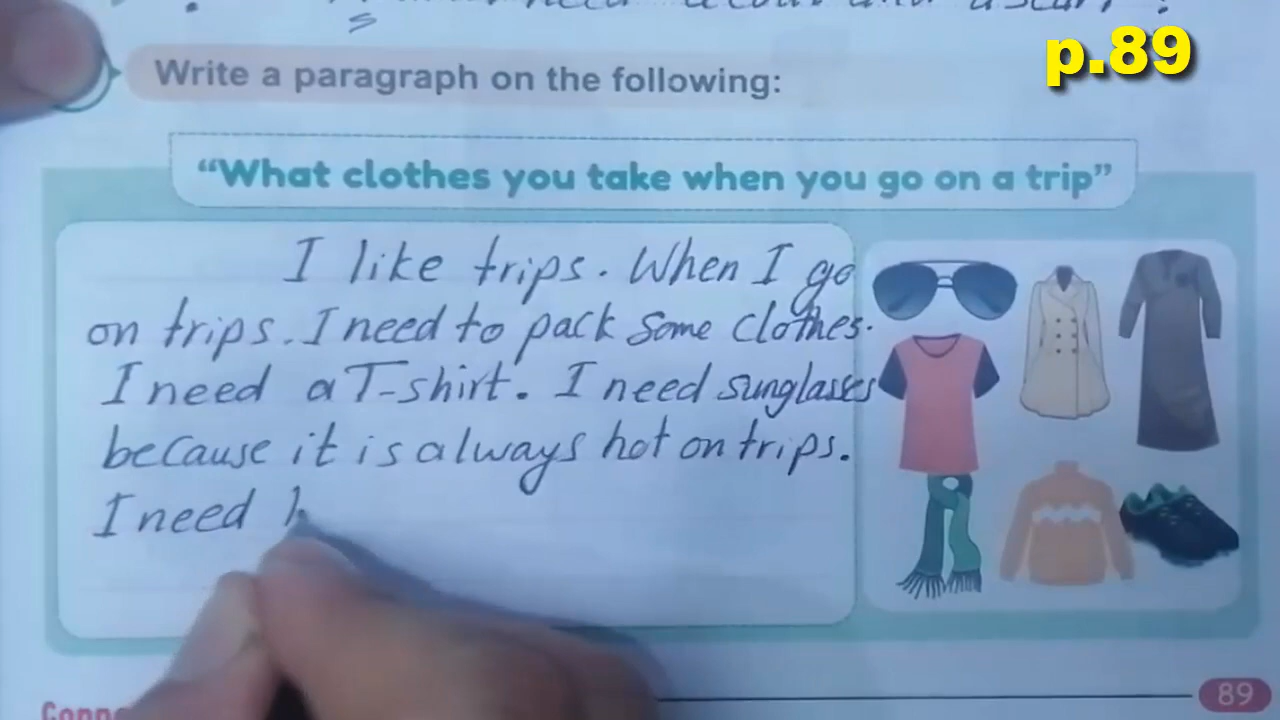 p.89
Write a paragraph on the following:
“What clothes you take when you go on a trip”
I like trips. When I go
on trips. I need to pack some clothes.
I need a T-shirt. I need sunglasses
because it is always hot on trips.
I need
89